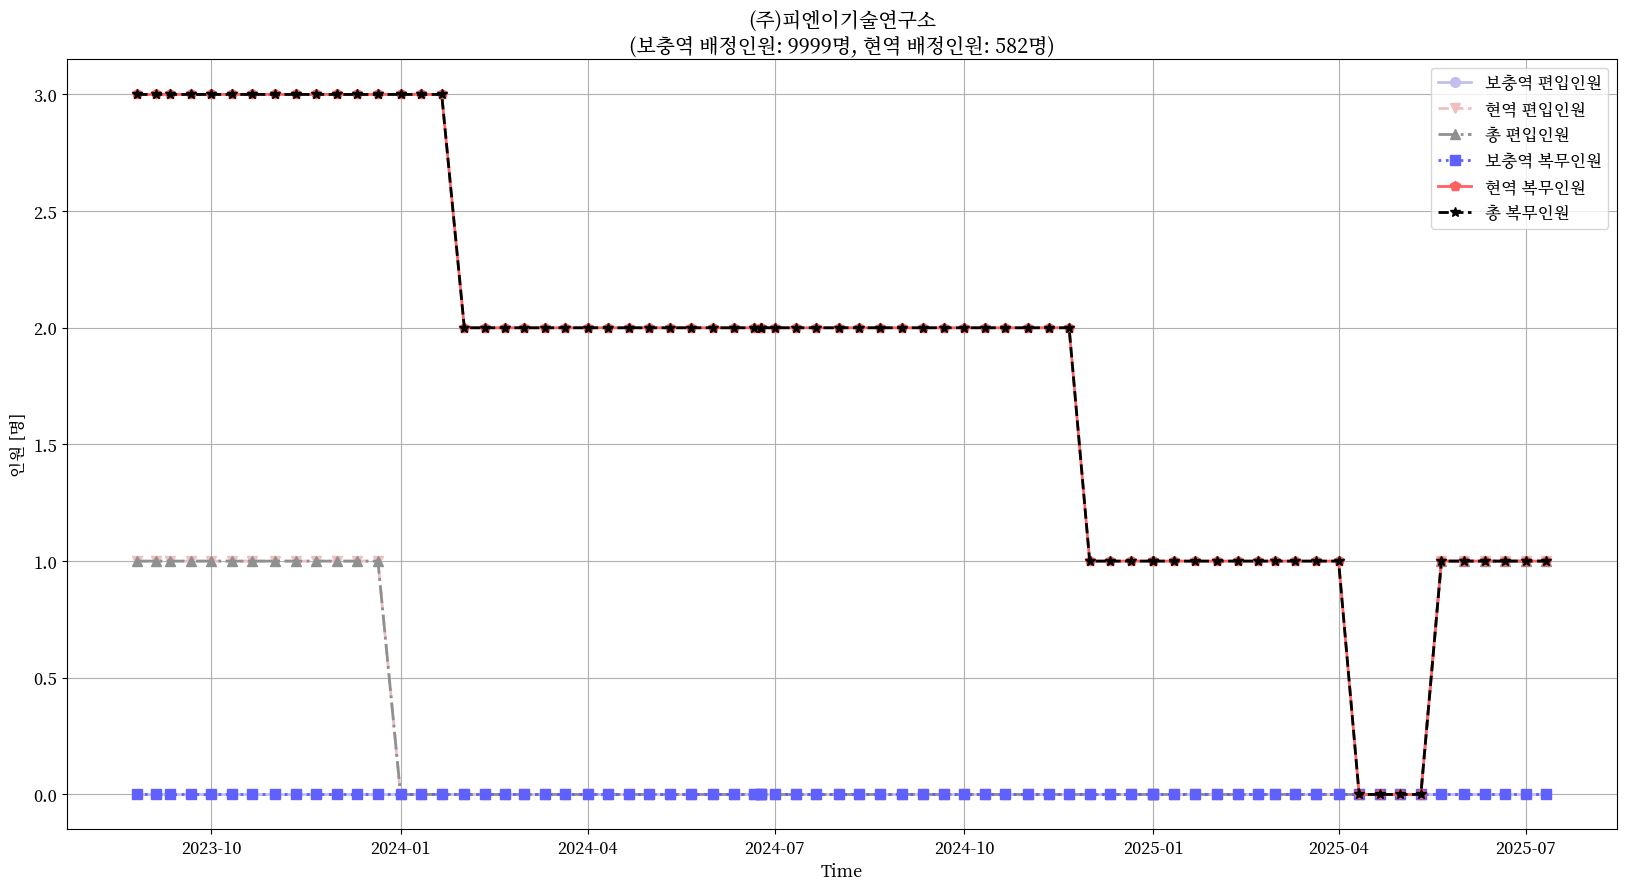 (주)피엔이기술연구소
(보충역 배정인원: 9999명, 현역 배정인원: 582명)
보충역 편입인원
현역 편입인원
총 편입인원
보충역 복무인원
현역 복무인원
총 복무인원
3.0
2.5
2.0
1.5
1.0
0.5
0.0
인원 [명]
2023-10
2024-01
2024-04
2024-07
2024-10
2025-01
2025-04
2025-07
Time